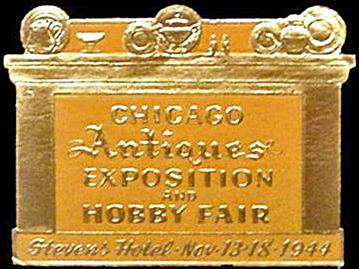 CHICAGO
Antiques
EXPOSITION
AND
HOBBY FAIR
Stevens Hotel-Nov-13-18-1944